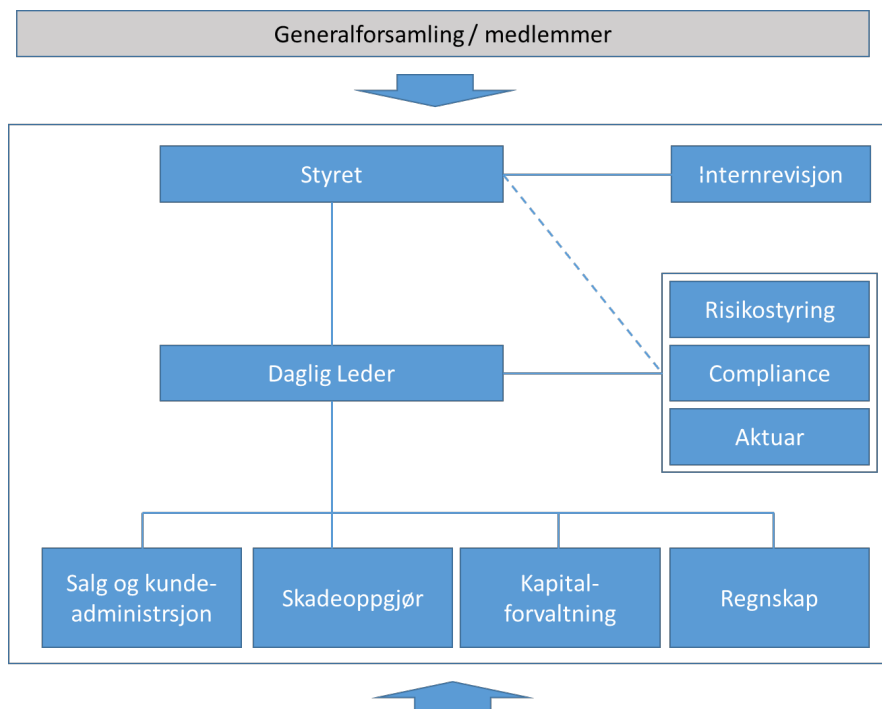 Generalforsamling / medlemmer
Styret
Internrevisjon
Risikostyring
Daglig Leder
Compliance
Aktuar
Salg og kunde-
administrsjon
Skadeoppgjør
Kapital-
forvaltning
Regnskap